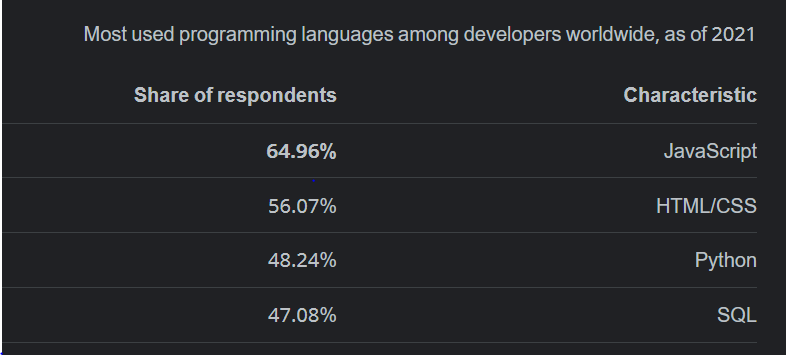 Most used programming languages among developers worldwide, as of 2021
Share of respondents Characteristic
64.96% JavaScript
56.07% HTML/CSS
48.24% Python
47.08% SQL